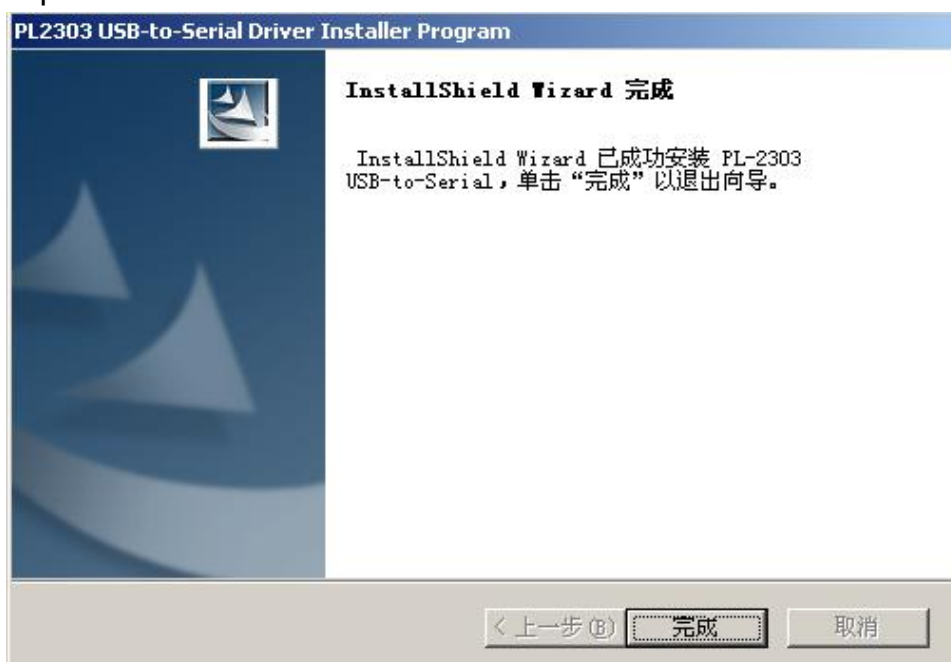 PL2303 USB-to-Serial Driver Installer Program
InstallShield Wizard 完成
InstallShield Wizard 已成功安装 PL-2303
USB-to-Serial，单击“完成”以退出向导。
< 上一步(B)
完成
取消